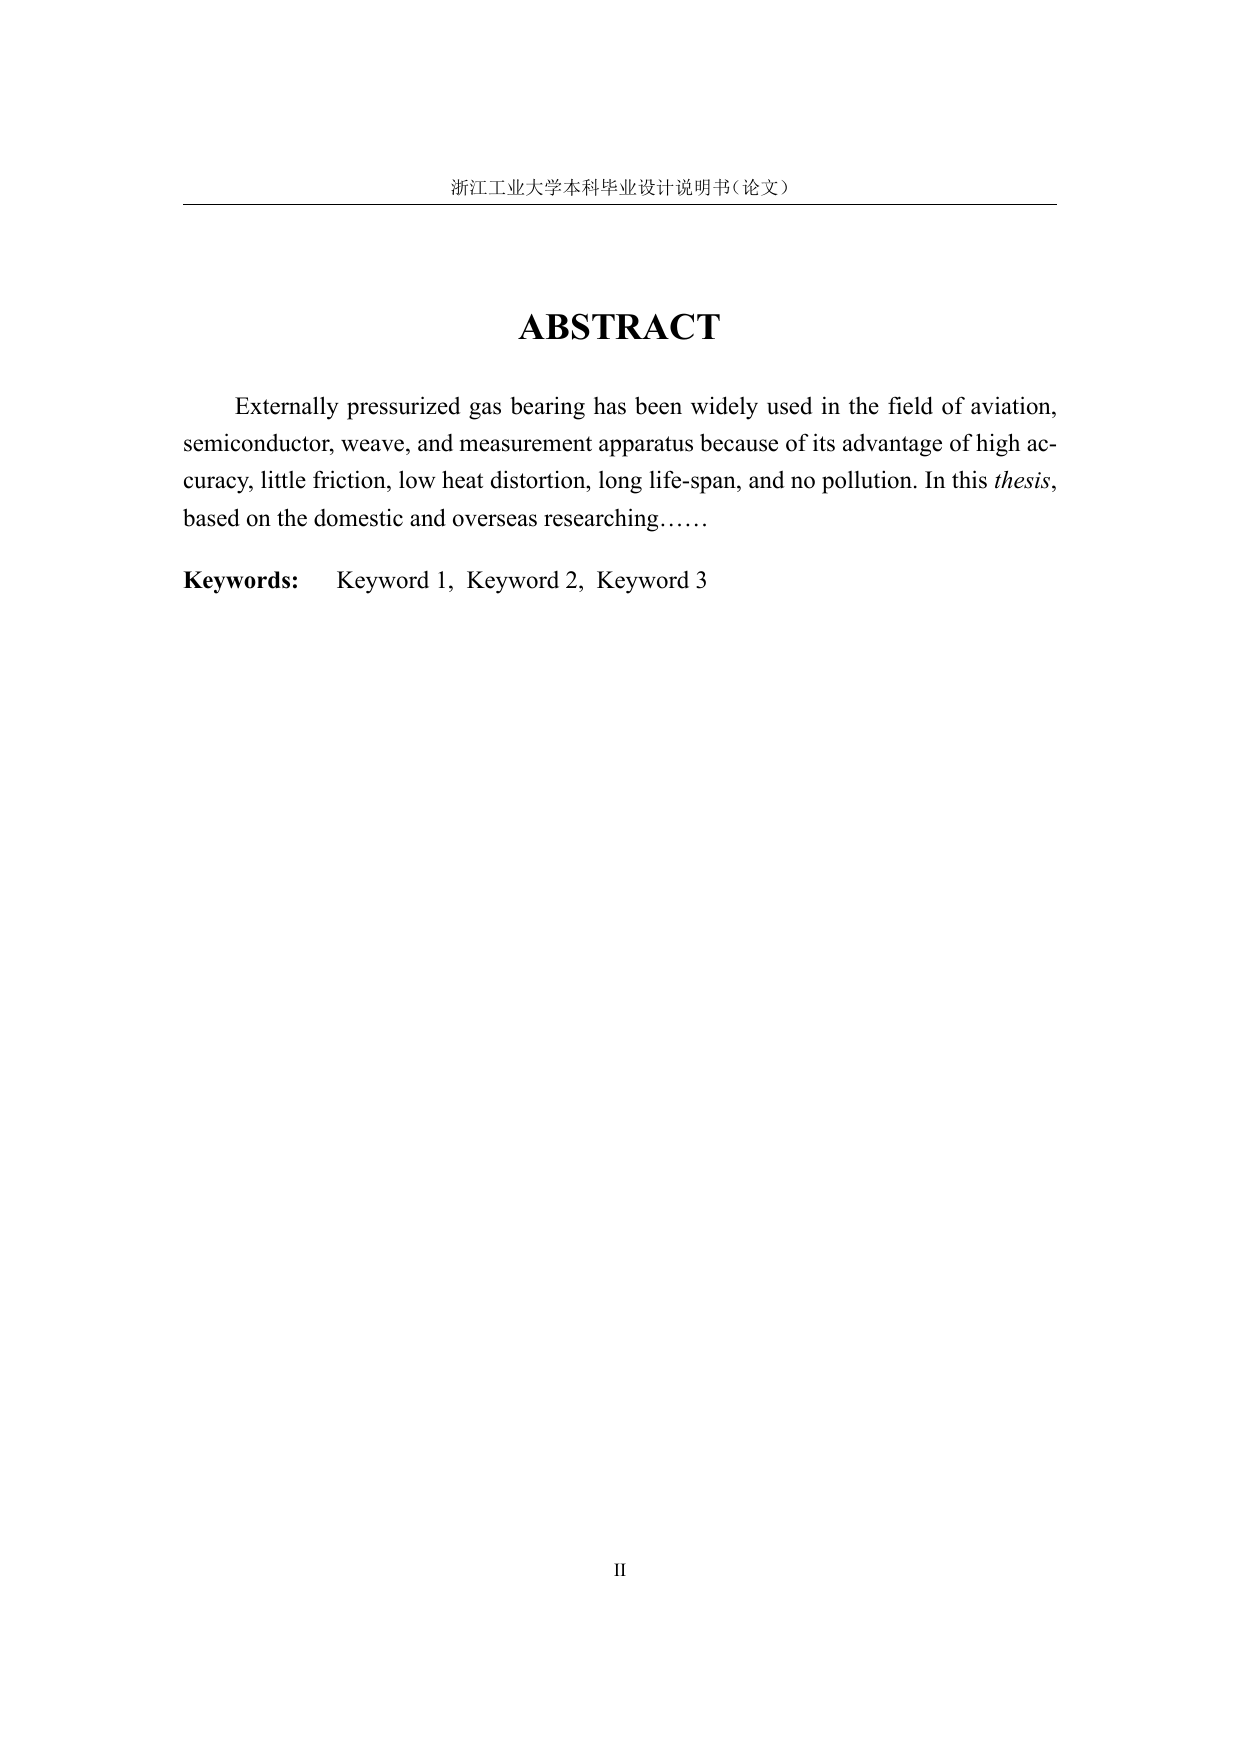 浙江工业大学本科毕业设计说明书（论文）
ABSTRACT
Externally pressurized gas bearing has been widely used in the field of aviation,
semiconductor, weave, and measurement apparatus because of its advantage of high ac-
curacy, little friction, low heat distortion, long life-span, and no pollution. In this thesis,
based on the domestic and overseas researching……
Keywords: Keyword 1, Keyword 2, Keyword 3
II